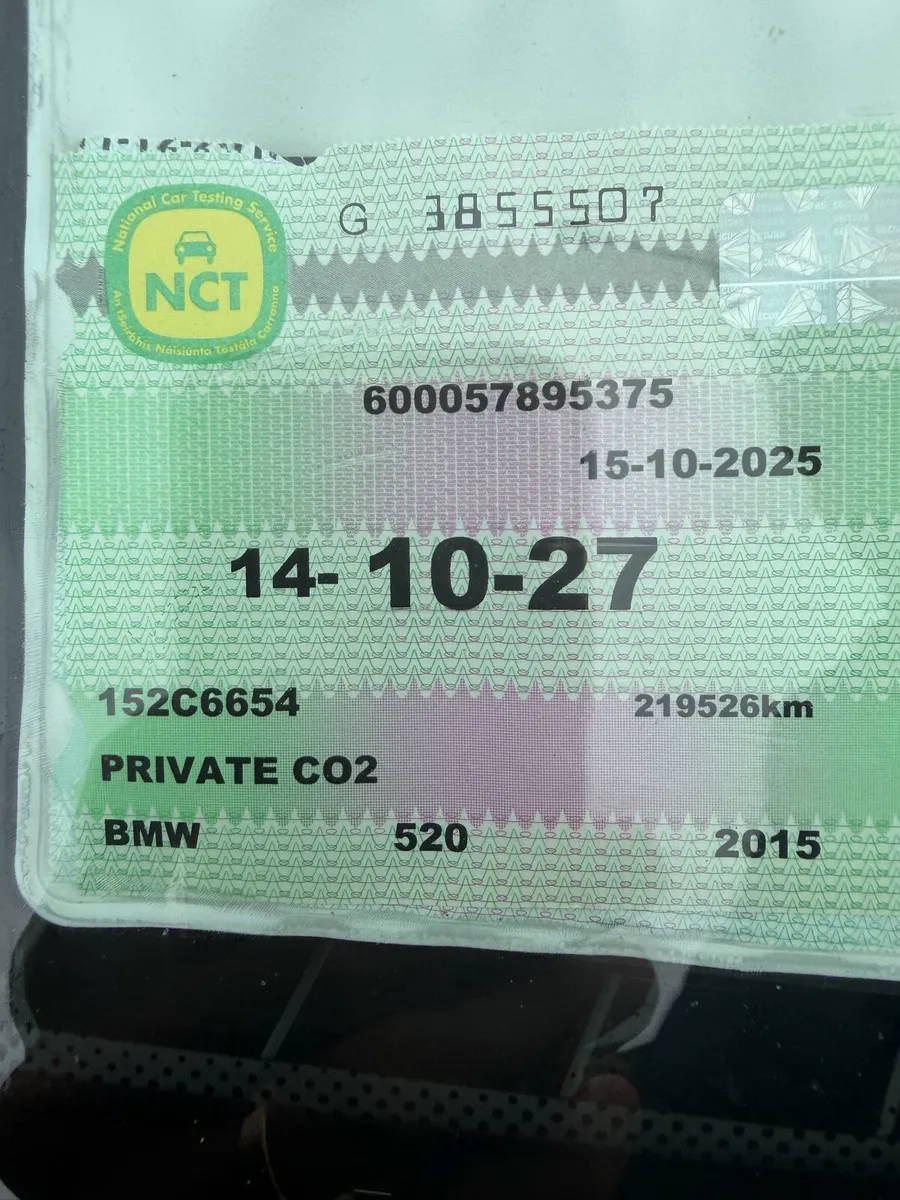 G 3855507
National Car Testing Service
NCT
An tSeirbhís Náisiúnta Tástála Carranna
600057895375
15-10-2025
14-10-27
152C6654 219526km
PRIVATE CO2
BMW 520 2015